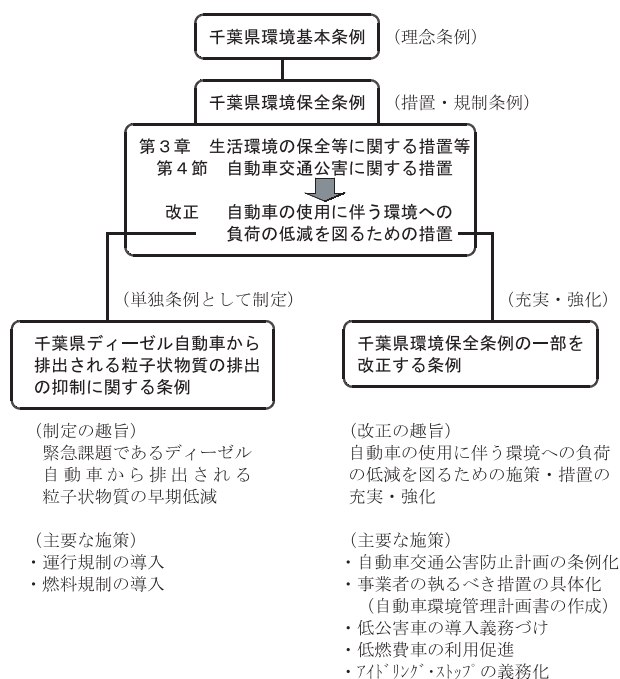 千葉県環境基本条例 （理念条例）
千葉県環境保全条例 （措置・規制条例）
第３章　生活環境の保全等に関する措置等
第４節　自動車交通公害に関する措置
改正　自動車の使用に伴う環境への
負荷の低減を図るための措置
（単独条例として制定）
千葉県ディーゼル自動車から
排出される粒子状物質の排出
の抑制に関する条例
（制定の趣旨）
緊急課題であるディーゼル
自動車から排出される
粒子状物質の早期低減
（主要な施策）
・運行規制の導入
・燃料規制の導入
（充実・強化）
千葉県環境保全条例の一部を
改正する条例
（改正の趣旨）
自動車の使用に伴う環境への負荷
の低減を図るための施策・措置の
充実・強化
（主要な施策）
・自動車交通公害防止計画の条例化
・事業者の執るべき措置の具体化
（自動車環境管理計画書の作成）
・低公害車の導入義務づけ
・低燃費車の利用促進
・ｱｲﾄﾞﾘﾝｸﾞ･ｽﾄｯﾌﾟの義務化